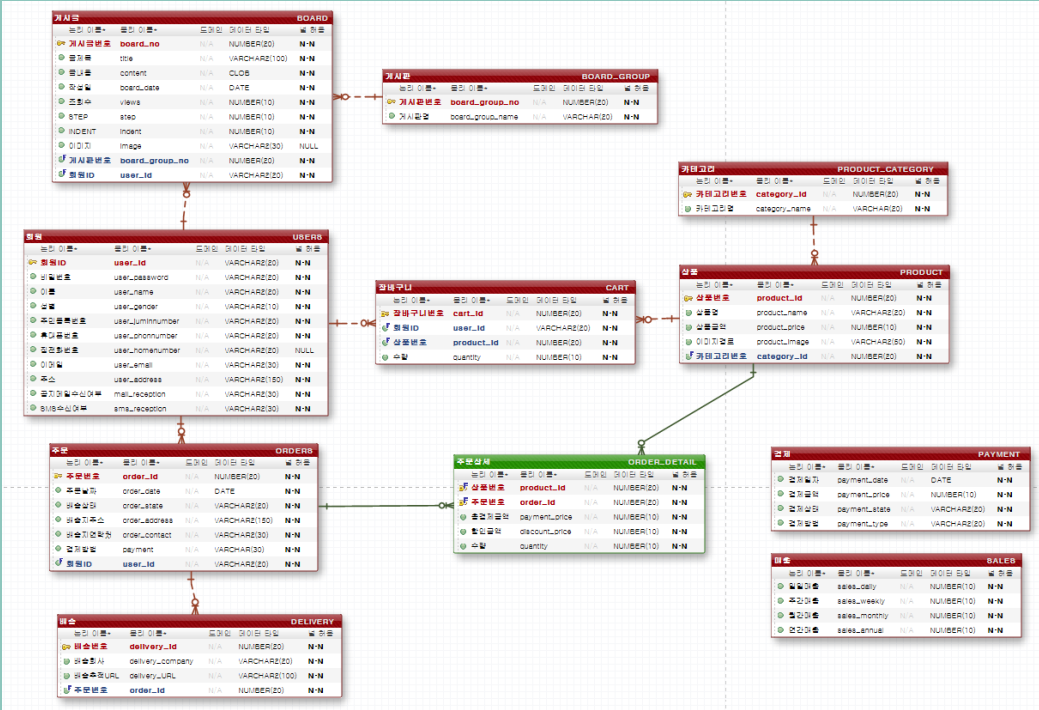 게시글 BOARD
논리 이름 물리 이름 도메인 데이터 타입 널 허용
게시글번호 board_no N/A NUMBER(20) N-N
글제목 title N/A VARCHAR2(100) N-N
글내용 content N/A CLOB N-N
작성일 board_date N/A DATE N-N
조회수 views N/A NUMBER(10) N-N
STEP step N/A NUMBER(10) N-N
INDENT indent N/A NUMBER(10) N-N
이미지 image N/A VARCHAR2(30) NULL
게시판번호 board_group_no N/A NUMBER(20) N-N
회원ID user_id N/A VARCHAR2(20) N-N
게시판 BOARD_GROUP
논리 이름 물리 이름 도메인 데이터 타입 널 허용
게시판번호 board_group_no N/A NUMBER(20) N-N
게시판명 board_group_name N/A VARCHAR(20) N-N
카테고리 PRODUCT_CATEGORY
논리 이름 물리 이름 도메인 데이터 타입 널 허용
카테고리번호 category_id N/A NUMBER(20) N-N
카테고리명 category_name N/A VARCHAR(20) N-N
회원 USERS
논리 이름 물리 이름 도메인 데이터 타입 널 허용
회원ID user_id N/A VARCHAR2(20) N-N
비밀번호 user_password N/A VARCHAR2(20) N-N
이름 user_name N/A VARCHAR2(20) N-N
성별 user_gender N/A VARCHAR2(10) N-N
주민등록번호 user_juminnumber N/A VARCHAR2(20) N-N
휴대폰번호 user_phonnumber N/A VARCHAR2(20) N-N
집전화번호 user_homenumber N/A VARCHAR2(20) NULL
이메일 user_email N/A VARCHAR2(30) N-N
주소 user_address N/A VARCHAR2(150) N-N
공지메일수신여부 mail_reception N/A VARCHAR2(30) N-N
SMS수신여부 sms_reception N/A VARCHAR2(30) N-N
장바구니 CART
논리 이름 물리 이름 도메인 데이터 타입 널 허용
장바구니번호 cart_id N/A NUMBER(20) N-N
회원ID user_id N/A VARCHAR2(20) N-N
상품번호 product_id N/A NUMBER(20) N-N
수량 quantity N/A NUMBER(10) N-N
상품 PRODUCT
논리 이름 물리 이름 도메인 데이터 타입 널 허용
상품번호 product_id N/A NUMBER(20) N-N
상품명 product_name N/A VARCHAR2(20) N-N
상품금액 product_price N/A NUMBER(10) N-N
이미지경로 product_image N/A VARCHAR2(50) N-N
카테고리번호 category_id N/A NUMBER(20) N-N
주문 ORDERS
논리 이름 물리 이름 도메인 데이터 타입 널 허용
주문번호 order_id N/A NUMBER(20) N-N
주문날자 order_date N/A DATE N-N
배송상태 order_state N/A VARCHAR2(20) N-N
배송지주소 order_address N/A VARCHAR2(150) N-N
배송지연락처 order_contact N/A VARCHAR2(30) N-N
결제방법 payment N/A VARCHAR(30) N-N
회원ID user_id N/A VARCHAR2(20) N-N
주문상세 ORDER_DETAIL
논리 이름 물리 이름 도메인 데이터 타입 널 허용
상품번호 product_id N/A NUMBER(20) N-N
주문번호 order_id N/A NUMBER(20) N-N
총결제금액 payment_price N/A NUMBER(10) N-N
할인금액 discount_price N/A NUMBER(10) N-N
수량 quantity N/A NUMBER(10) N-N
결제 PAYMENT
논리 이름 물리 이름 도메인 데이터 타입 널 허용
결제일자 payment_date N/A DATE N-N
결제금액 payment_price N/A NUMBER(10) N-N
결제상태 payment_state N/A VARCHAR2(20) N-N
결제방법 payment_type N/A VARCHAR2(20) N-N
매출 SALES
논리 이름 물리 이름 도메인 데이터 타입 널 허용
일일매출 sales_daily N/A NUMBER(10) N-N
주간매출 sales_weekly N/A NUMBER(10) N-N
월간매출 sales_monthly N/A NUMBER(10) N-N
연간매출 sales_annual N/A NUMBER(10) N-N
배송 DELIVERY
논리 이름 물리 이름 도메인 데이터 타입 널 허용
배송번호 delivery_id N/A NUMBER(20) N-N
배송회사 delivery_company N/A VARCHAR2(20) N-N
배송추적URL delivery_URL N/A VARCHAR2(100) N-N
주문번호 order_id N/A NUMBER(20) N-N